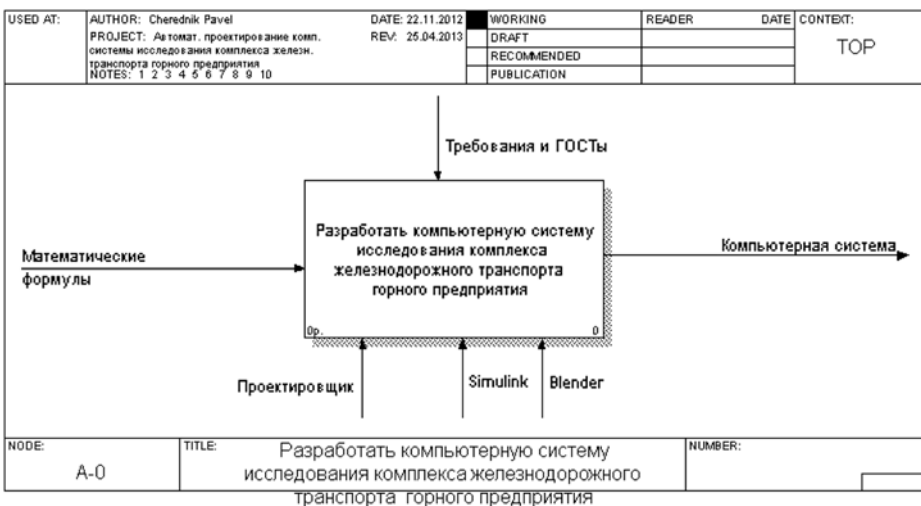 USED AT:
AUTHOR: Cherednik Pavel
DATE: 22.11.2012
WORKING
READER
DATE
CONTEXT:
PROJECT: Автомат. проектирование комп.
REV: 25.04.2013
DRAFT
TOP
системы исследования комплекса железн.
RECOMMENDED
транспорта горного предприятия
NOTES: 1 2 3 4 5 6 7 8 9 10
PUBLICATION
Требования и ГОСТы
Разработать компьютерную систему
исследования комплекса
железнодорожного транспорта
горного предприятия
0р.
0
Математические
формулы
Компьютерная система
Проектировщик
Simulink
Blender
NODE:
A-0
TITLE:
Разработать компьютерную систему
исследования комплекса железнодорожного
транспорта горного предприятия
NUMBER: